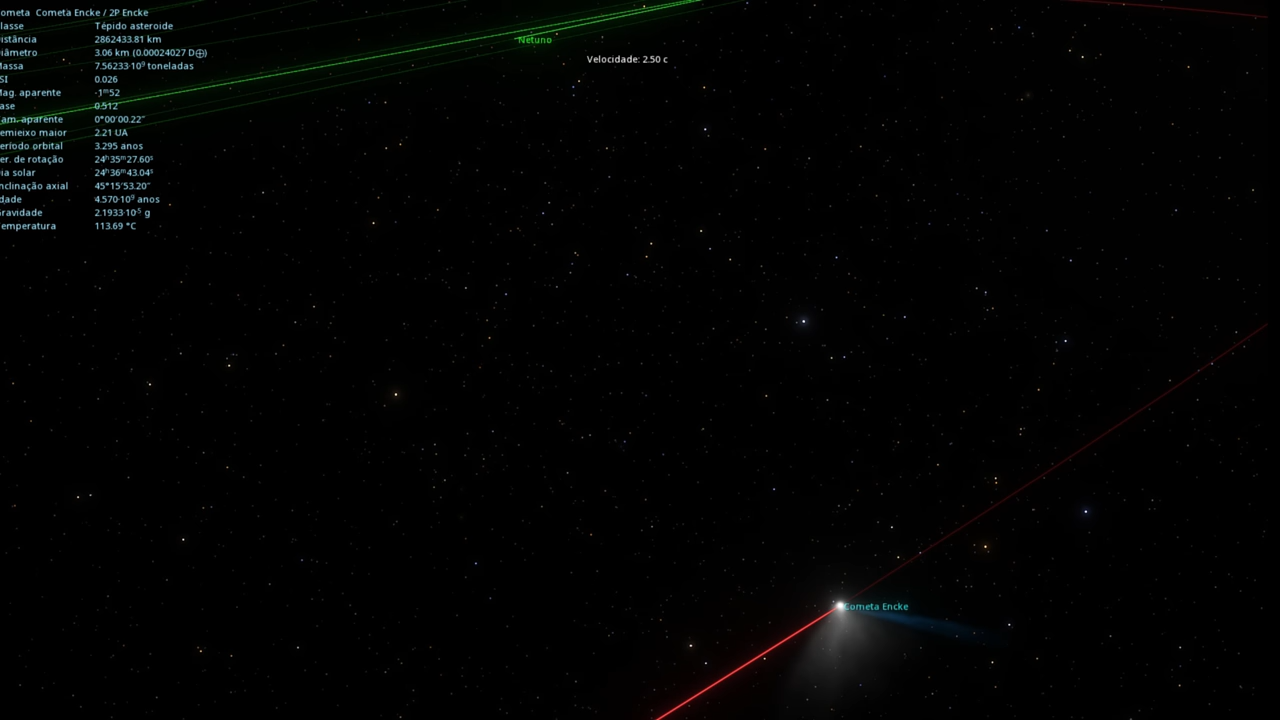 ometa Cometa Encke / 2P Encke
lasse Tépido asteroide
istância 2862433.81 km
iâmetro 3.06 km (0.00024027 D⊕)
Massa 7.56233·10⁹ toneladas
SI 0.026
Mag. aparente -1ᵐ52
ase 0.512
am. aparente 0°00′00.22″
emieixo maior 2.21 UA
eríodo orbital 3.295 anos
er. de rotação 24ʰ35ᵐ27.60ˢ
ia solar 24ʰ36ᵐ43.04ˢ
nclinação axial 45°15′53.20″
dade 4.570·10⁹ anos
ravidade 2.1933·10⁻⁵ g
emperatura 113.69 °C
Netuno
Velocidade: 2.50 c
Cometa Encke